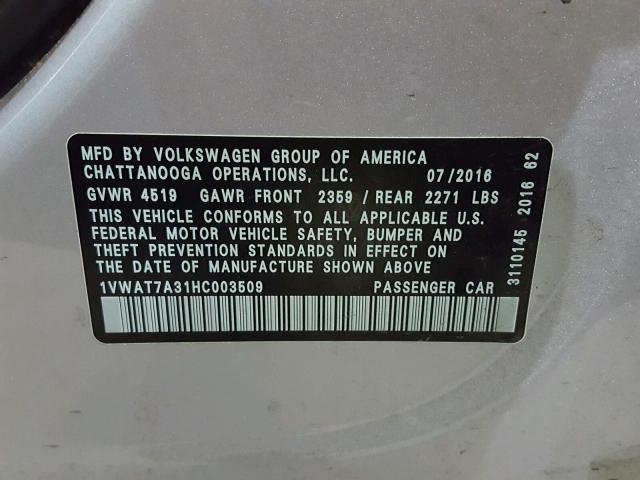 MFD BY VOLKSWAGEN GROUP OF AMERICA
CHATTANOOGA OPERATIONS, LLC. 07/2016
GVWR 4519 GAWR FRONT 2359 / REAR 2271 LBS
THIS VEHICLE CONFORMS TO ALL APPLICABLE U.S.
FEDERAL MOTOR VEHICLE SAFETY, BUMPER AND
THEFT PREVENTION STANDARDS IN EFFECT ON
THE DATE OF MANUFACTURE SHOWN ABOVE
1VWAT7A31HC003509 PASSENGER CAR
3110145 2016 62